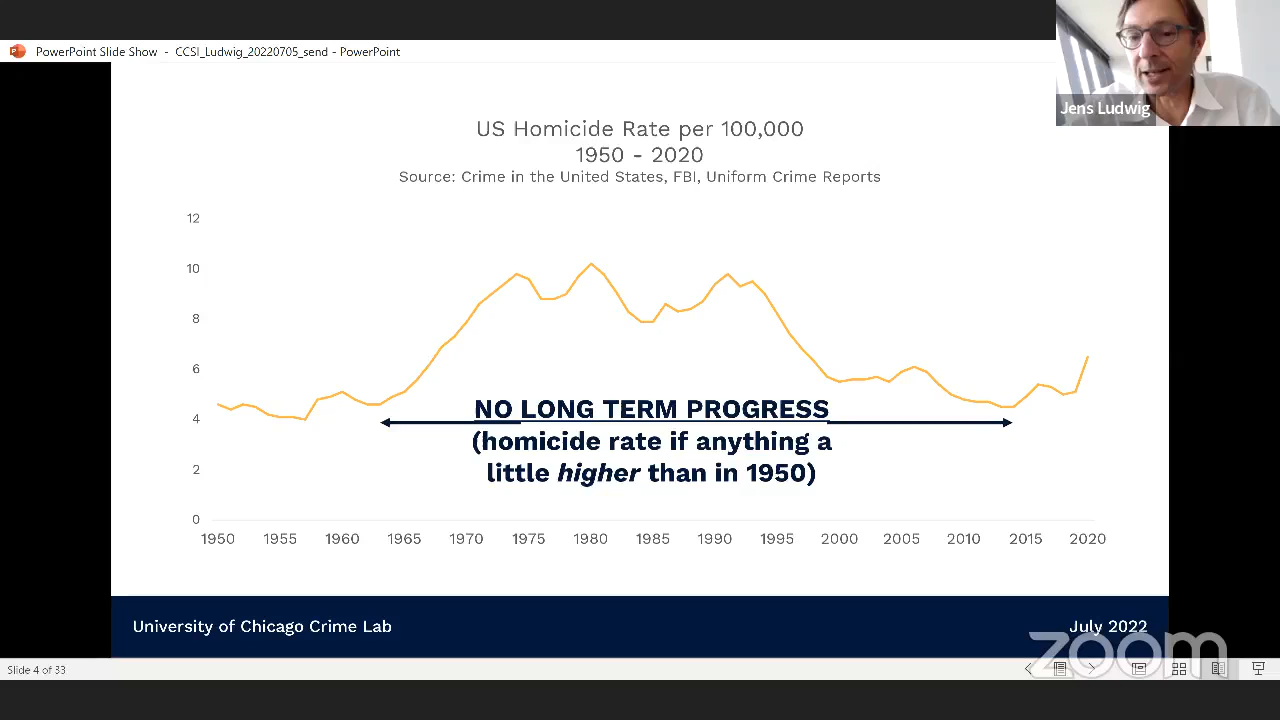 PowerPoint Slide Show - CCSI_Ludwig_20220705_send - PowerPoint
Jens Ludwig
US Homicide Rate per 100,000
1950 - 2020
Source: Crime in the United States, FBI, Uniform Crime Reports
12
10
8
6
4
2
0
NO LONG TERM PROGRESS
(homicide rate if anything a
little higher than in 1950)
1950 1955 1960 1965 1970 1975 1980 1985 1990 1995 2000 2005 2010 2015 2020
University of Chicago Crime Lab
July 2022
zoom
Slide 4 of 33